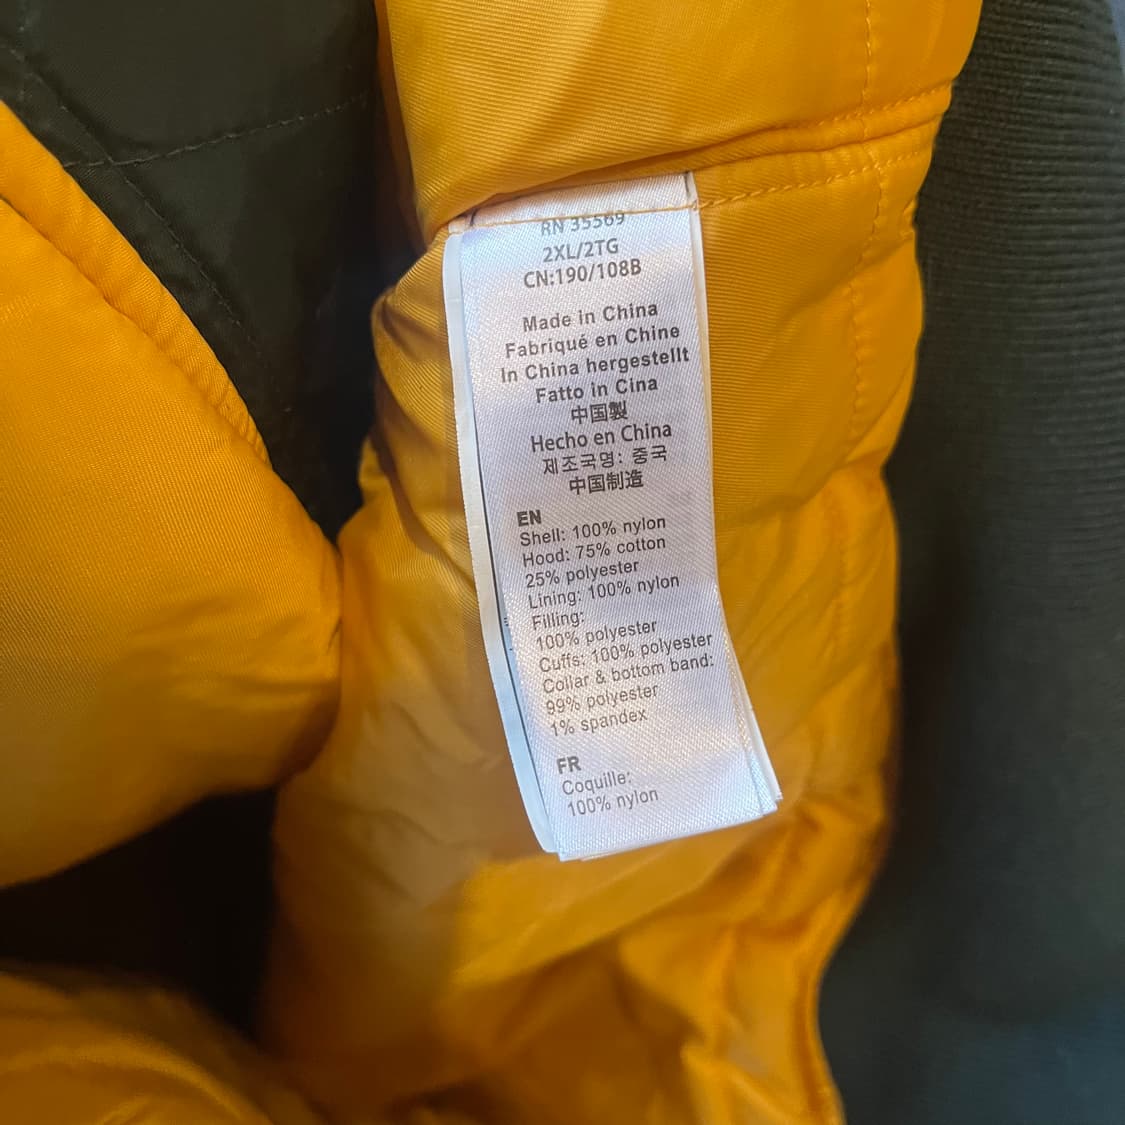 RN 35569
2XL/2TG
CN:190/108B
Made in China
Fabriqué en Chine
In China hergestellt
Fatto in Cina
中国製
Hecho en China
제조국명: 중국
中国制造
EN
Shell: 100% nylon
Hood: 75% cotton
25% polyester
Lining: 100% nylon
Filling:
100% polyester
Cuffs: 100% polyester
Collar & bottom band:
99% polyester
1% spandex
FR
Coquille:
100% nylon